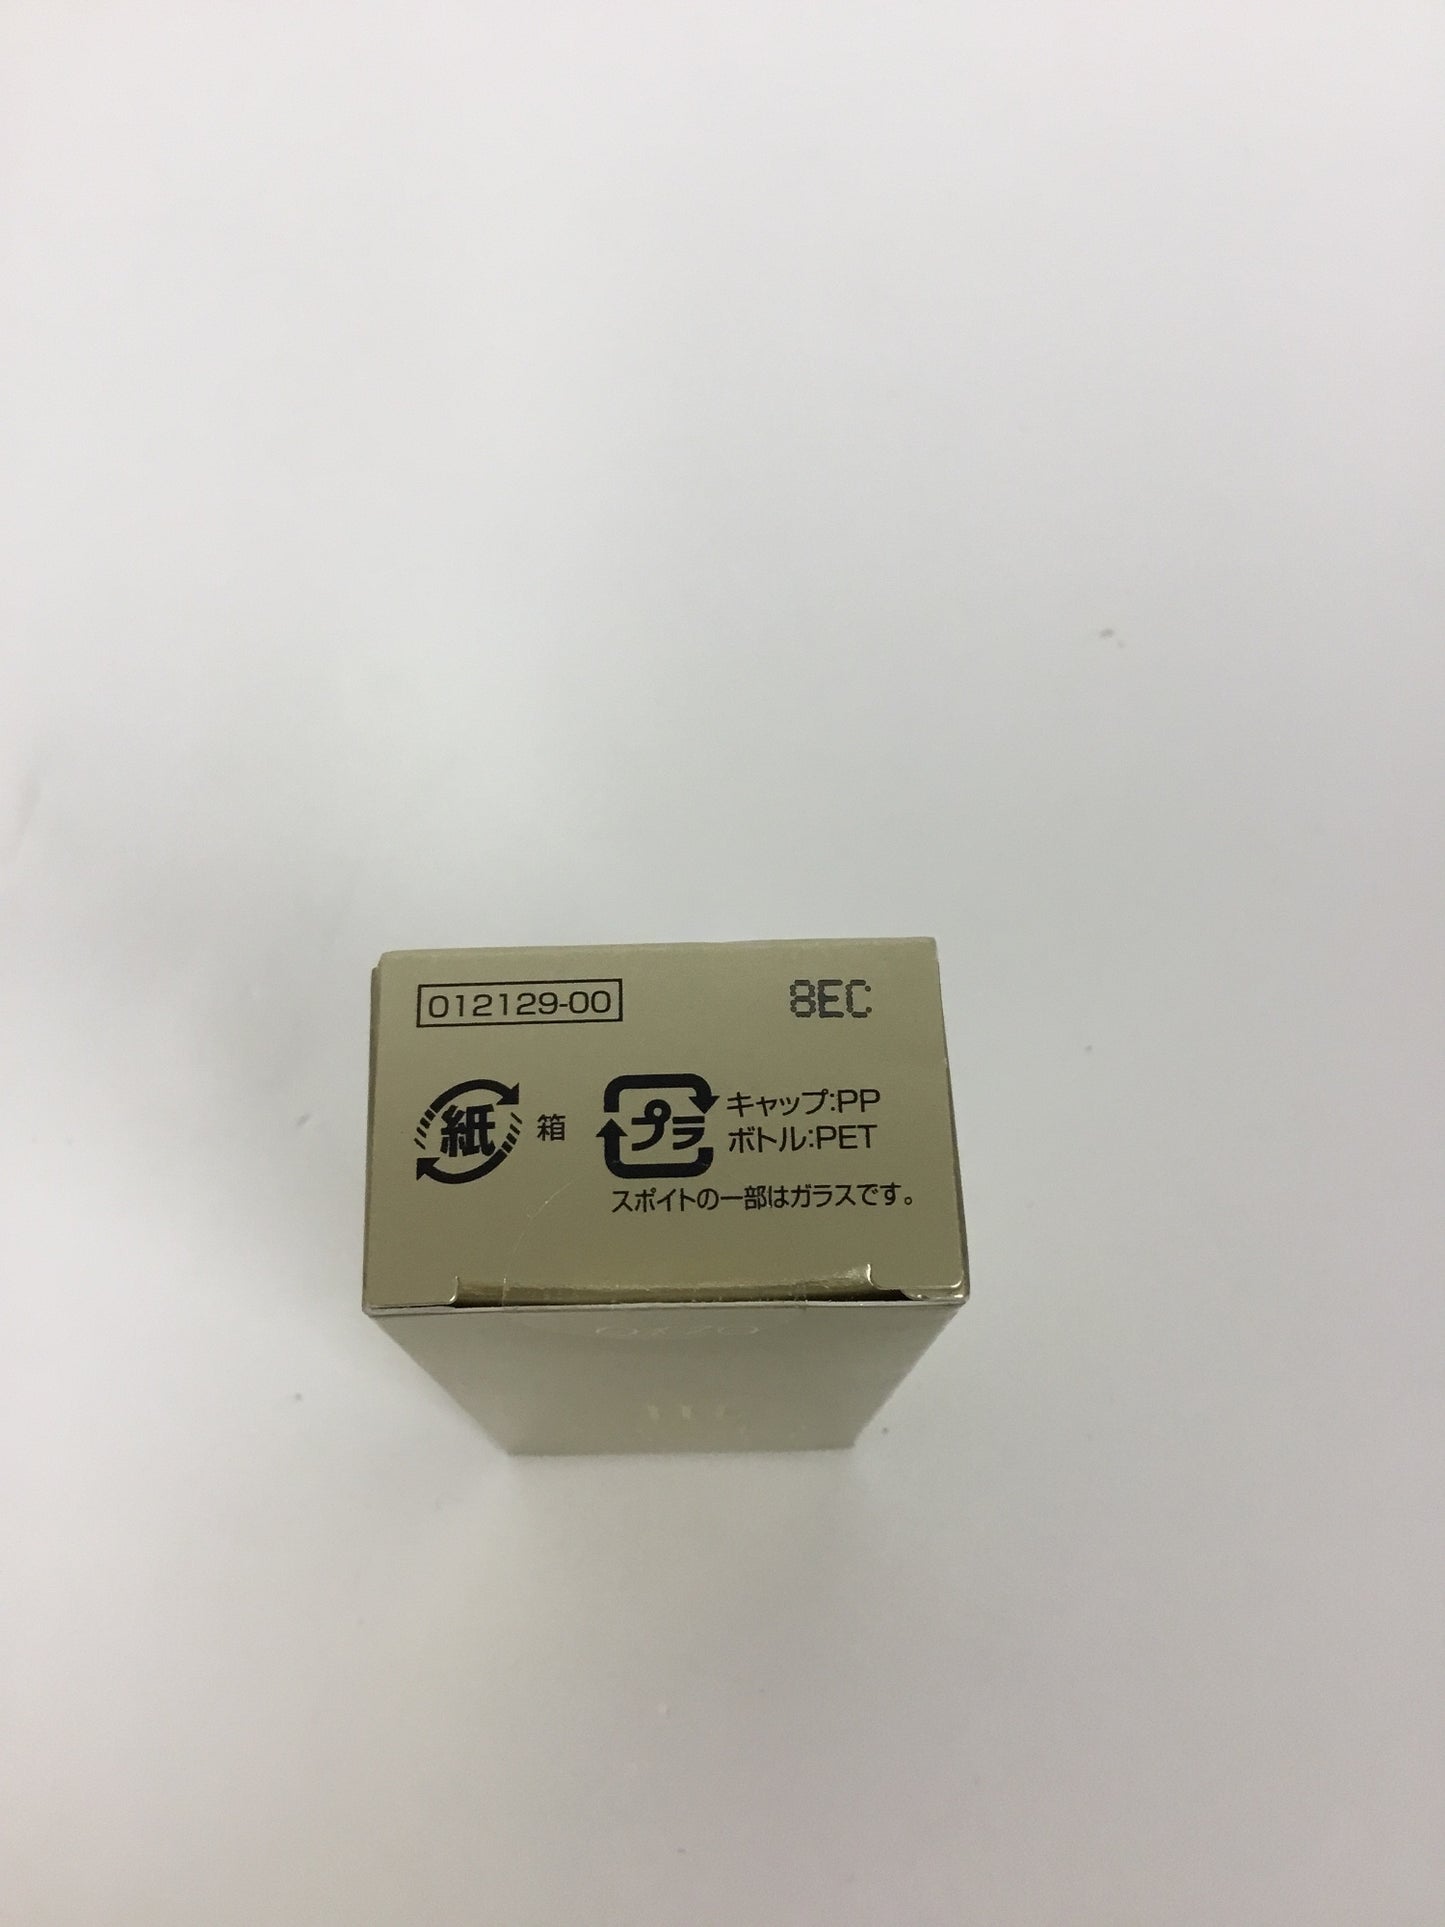 012129-00
8EC
紙
箱
プラ
キャップ:PP
ボトル:PET
スポイトの一部はガラスです。